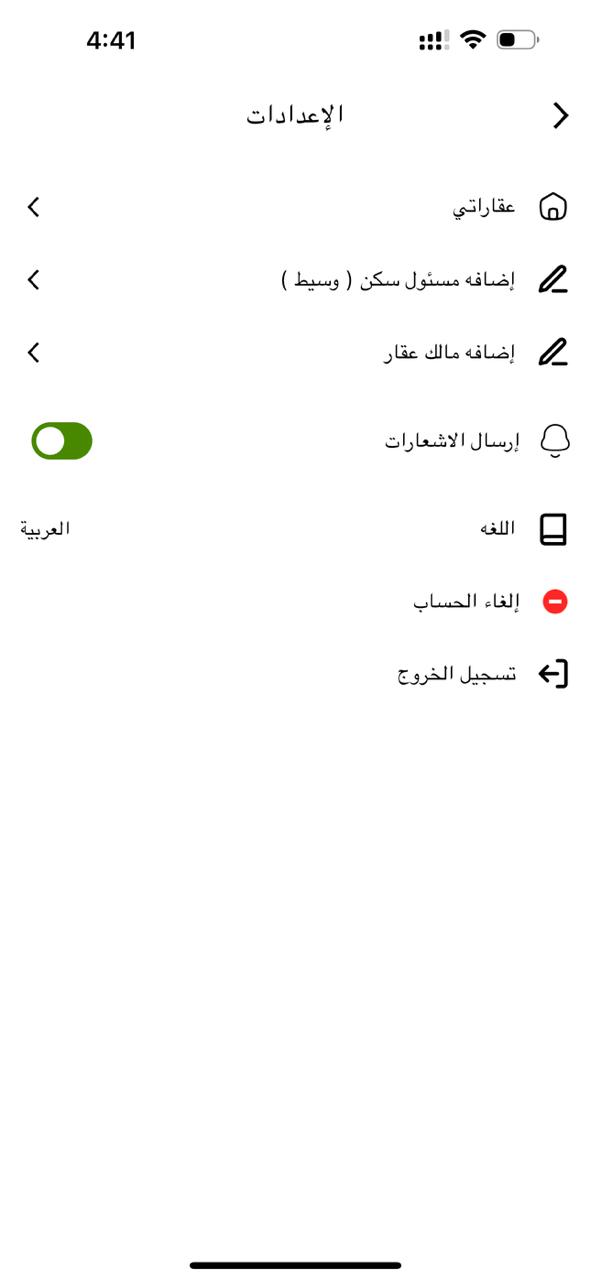 4:41
الإعدادات
عقاراتي
إضافه مسئول سكن ( وسيط )
إضافه مالك عقار
إرسال الاشعارات
اللغه العربية
إلغاء الحساب
تسجيل الخروج